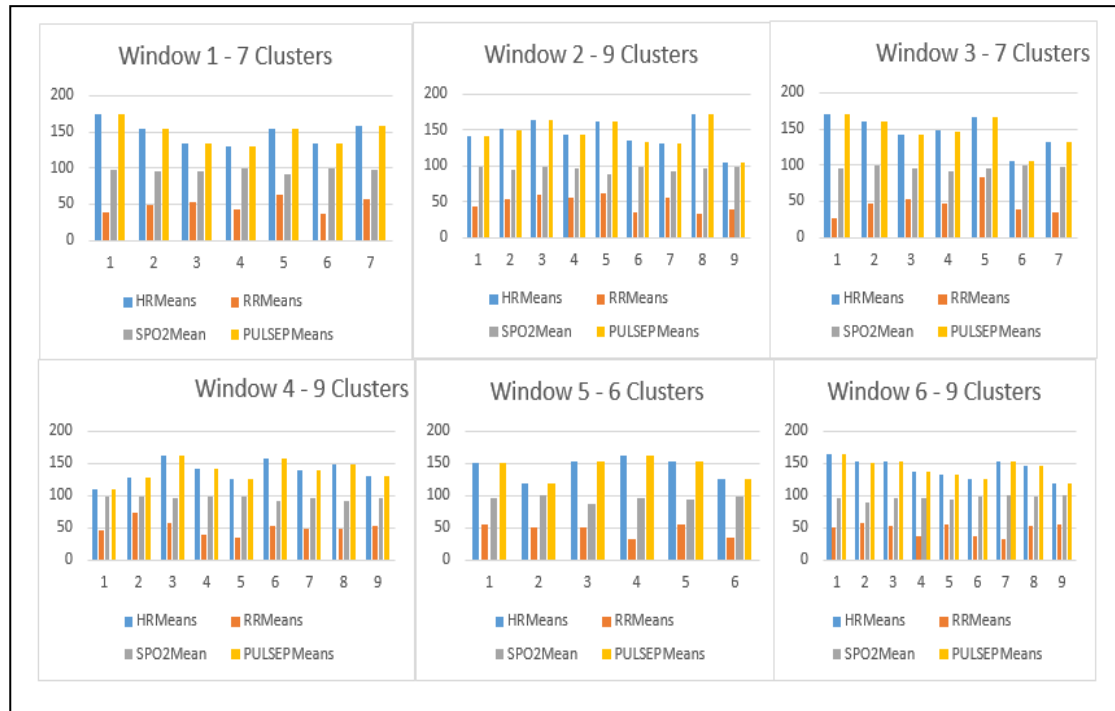 Window 1 - 7 Clusters
200
150
100
50
0
1 2 3 4 5 6 7
HRMeans RRMeans
SPO2Mean PULSEPMeans
Window 2 - 9 Clusters
200
150
100
50
0
1 2 3 4 5 6 7 8 9
HRMeans RRMeans
SPO2Mean PULSEPMeans
Window 3 - 7 Clusters
200
150
100
50
0
1 2 3 4 5 6 7
HRMeans RRMeans
SPO2Mean PULSEPMeans
Window 4 - 9 Clusters
200
150
100
50
0
1 2 3 4 5 6 7 8 9
HRMeans RRMeans
SPO2Mean PULSEPMeans
Window 5 - 6 Clusters
200
150
100
50
0
1 2 3 4 5 6
HRMeans RRMeans
SPO2Mean PULSEPMeans
Window 6 - 9 Clusters
200
150
100
50
0
1 2 3 4 5 6 7 8 9
HRMeans RRMeans
SPO2Mean PULSEPMeans